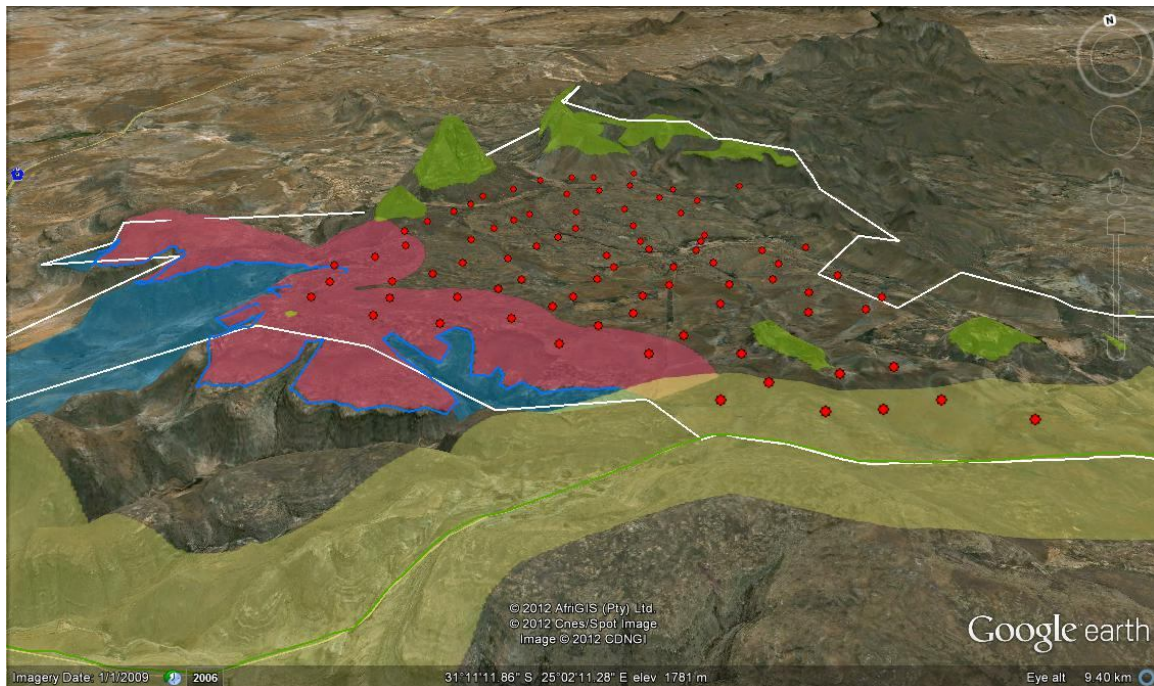 N
© 2012 AfriGIS (Pty) Ltd.
© 2012 Cnes/Spot Image
Image © 2012 CDNGI
Google earth
Imagery Date: 1/1/2009 2006 31°11'11.86" S 25°02'11.28" E elev 1781 m Eye alt 9.40 km